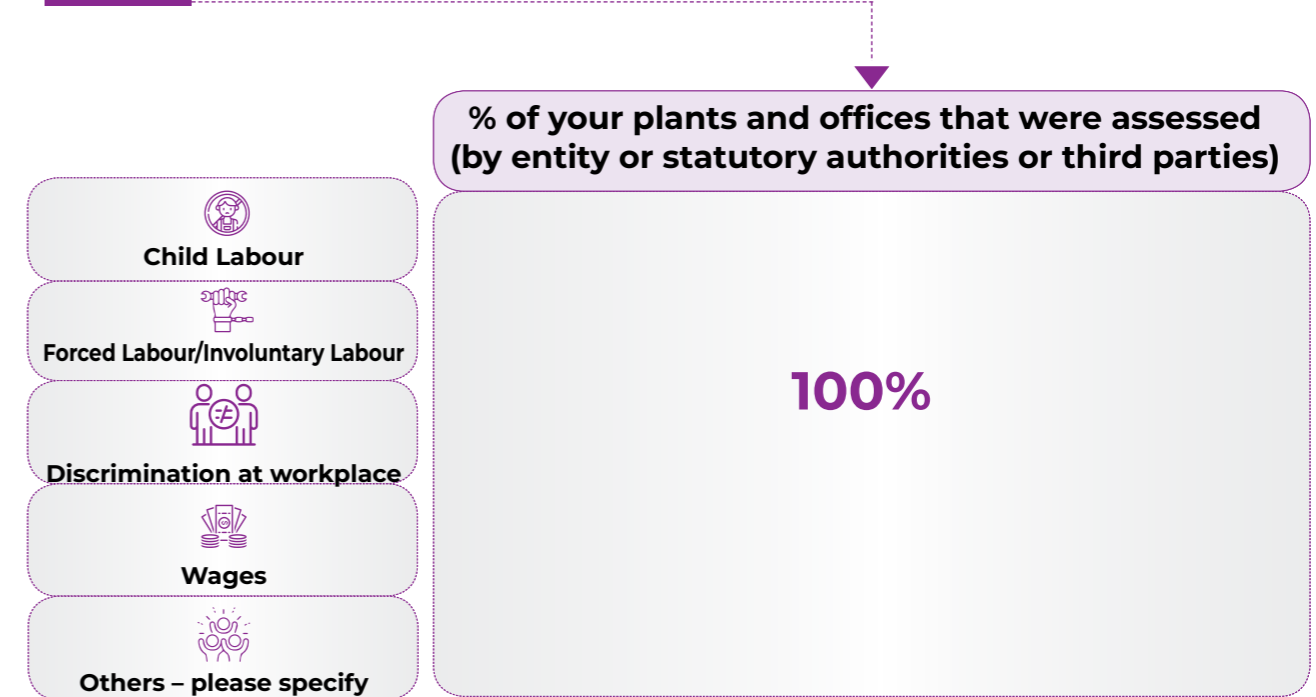 % of your plants and offices that were assessed
(by entity or statutory authorities or third parties)
Child Labour
Forced Labour/Involuntary Labour
Discrimination at workplace
Wages
Others – please specify
100%